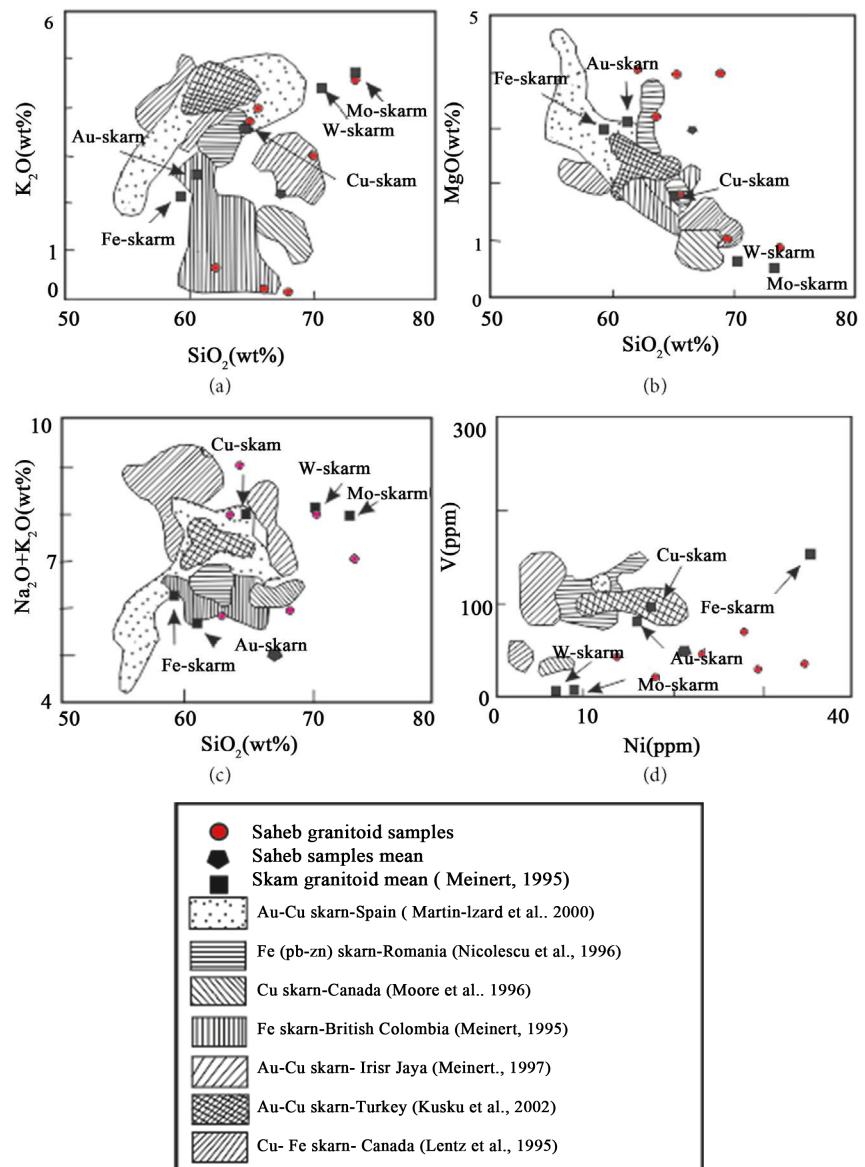 6
K2O(wt%)
Mo-skarm
W-skarm
Au-skarn
Cu-skam
Fe-skarm
1
0
50 60 70 80
SiO2(wt%)
(a)
5
MgO(wt%)
Au-skarn
Fe-skarm
Cu-skam
1
W-skarm
Mo-skarm
0
50 60 70 80
SiO2(wt%)
(b)
10
Na2O+K2O(wt%)
Cu-skam
W-skarm
Mo-skarm
7
Au-skarn
Fe-skarm
4
50 60 70 80
SiO2(wt%)
(c)
300
V(ppm)
Cu-skam
100
Fe-skarm
W-skarm
Au-skarn
Mo-skarm
0
0 10 40
Ni(ppm)
(d)
Saheb granitoid samples
Saheb samples mean
Skam granitoid mean ( Meinert, 1995)
Au-Cu skarn-Spain ( Martin-lzard et al.. 2000)
Fe (pb-zn) skarn-Romania (Nicolescu et al., 1996)
Cu skarn-Canada (Moore et al.. 1996)
Fe skarn-British Colombia (Meinert, 1995)
Au-Cu skarn- Irisr Jaya (Meinert., 1997)
Au-Cu skarn-Turkey (Kusku et al., 2002)
Cu- Fe skarn- Canada (Lentz et al., 1995)